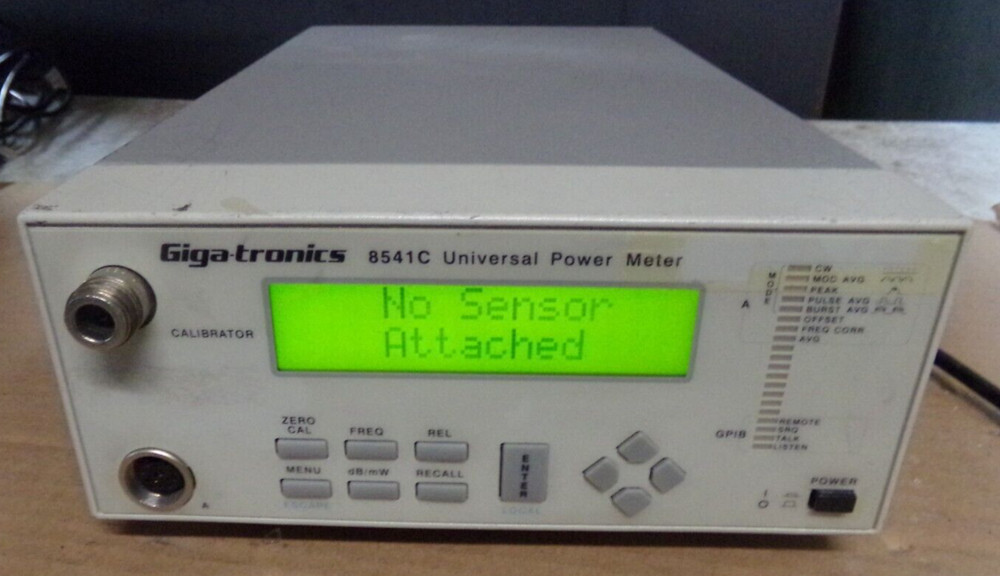 Giga-tronics 8541C Universal Power Meter
No Sensor
Attached
CALIBRATOR
A
MODE
CW
MOD AVG
PEAK
PULSE AVG
BURST AVG
OFFSET
FREQ CORR
AVG
GPIB
REMOTE
SRQ
TALK
LISTEN
ZERO
CAL
FREQ
REL
MENU
dB/mW
RECALL
ESCAPE
ENTER
LOCAL
A
POWER
I
O